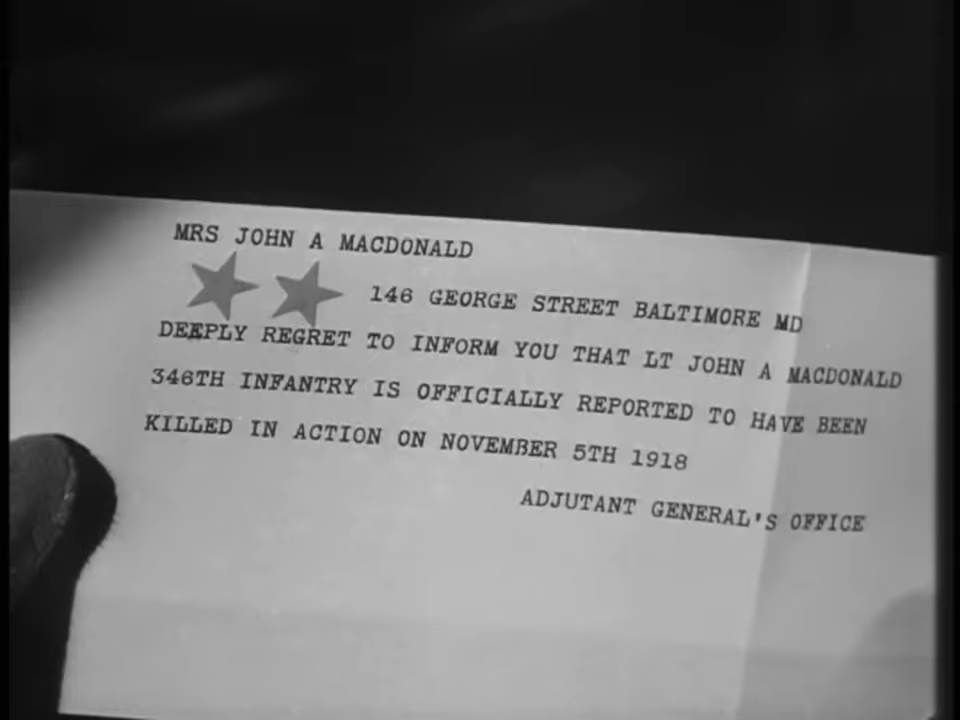 MRS JOHN A MACDONALD
146 GEORGE STREET BALTIMORE MD
DEEPLY REGRET TO INFORM YOU THAT LT JOHN A MACDONALD
346TH INFANTRY IS OFFICIALLY REPORTED TO HAVE BEEN
KILLED IN ACTION ON NOVEMBER 5TH 1918
ADJUTANT GENERAL'S OFFICE